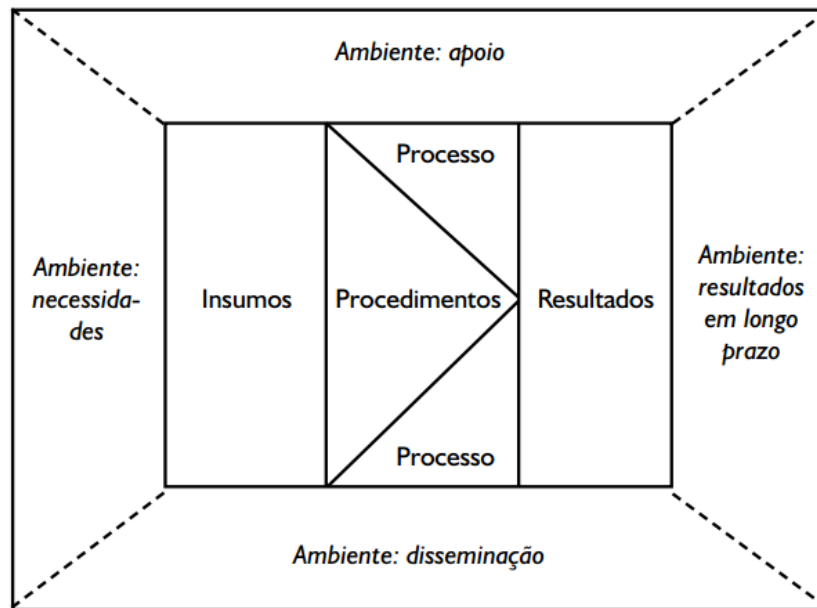 Ambiente: apoio
Processo
Ambiente:
necessida-
des
Insumos
Procedimentos
Resultados
Ambiente:
resultados
em longo
prazo
Processo
Ambiente: disseminação